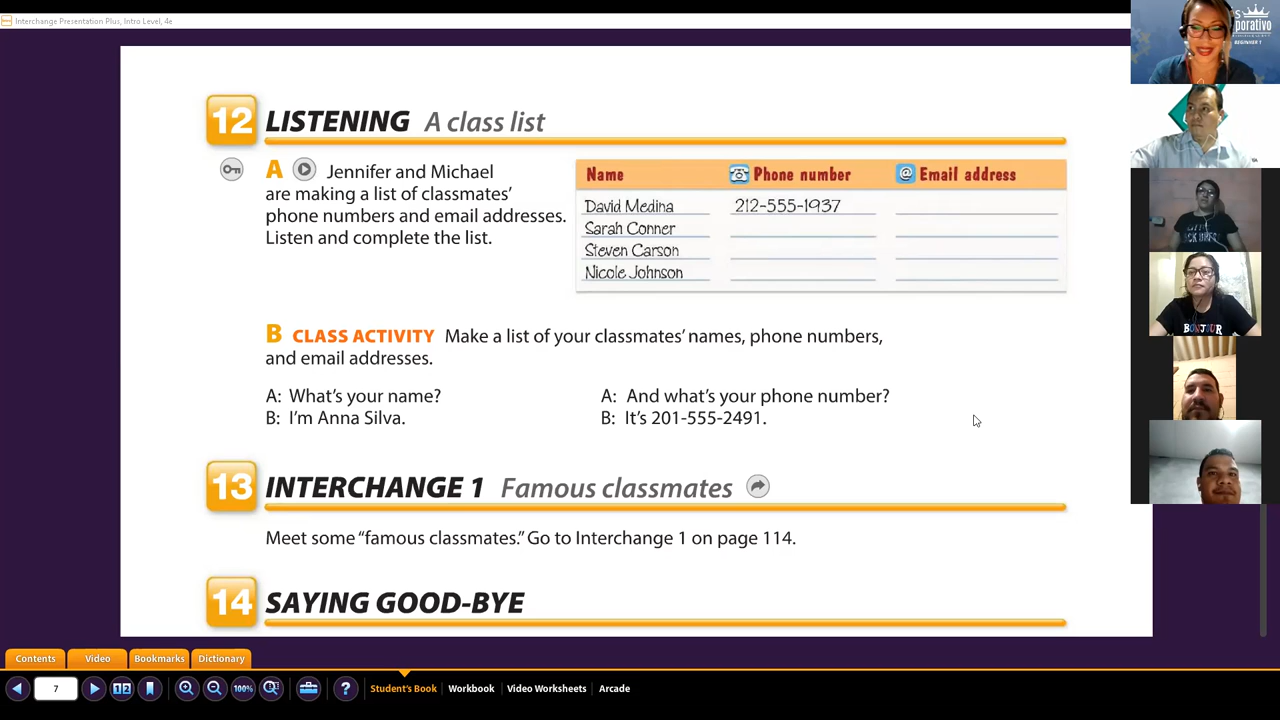 Interchange Presentation Plus, Intro Level, 4e
12 LISTENING A class list
A Jennifer and Michael
are making a list of classmates'
phone numbers and email addresses.
Listen and complete the list.
Name Phone number @ Email address
David Medina 212-555-1937
Sarah Conner
Steven Carson
Nicole Johnson
B CLASS ACTIVITY Make a list of your classmates' names, phone numbers,
and email addresses.
A: What's your name?
B: I'm Anna Silva.
A: And what's your phone number?
B: It's 201-555-2491.
13 INTERCHANGE 1 Famous classmates
Meet some "famous classmates." Go to Interchange 1 on page 114.
14 SAYING GOOD-BYE
Contents Video Bookmarks Dictionary
7 12 100% ? Student's Book Workbook Video Worksheets Arcade
S
porativo
BEGINNER 1
BONJOUR